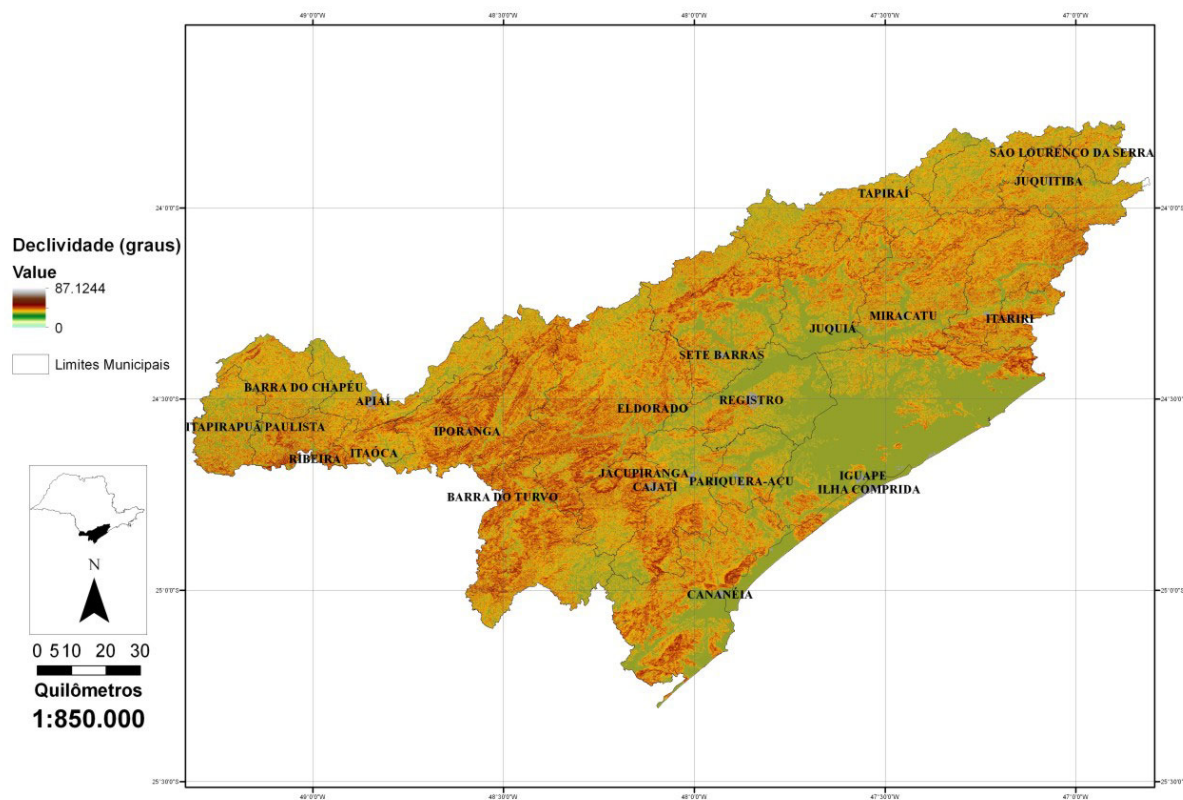 49°0'0"W
48°30'0"W
48°0'0"W
47°30'0"W
47°0'0"W
SÃO LOURENÇO DA SERRA
JUQUITIBA
TAPIRAÍ
24°0'0"S
24°0'0"S
Declividade (graus)
Value
87.1244
0
Limites Municipais
MIRACATU
ITARIRI
JUQUIÁ
SETE BARRAS
BARRA DO CHAPÉU
APIAÍ
24°30'0"S
24°30'0"S
REGISTRO
ELDORADO
ITAPIRAPUÃ PAULISTA
IPORANGA
ITAÓCA
RIBEIRA
JACUPIRANGA
CAJATI
PARIQUERA-AÇU
IGUAPE
ILHA COMPRIDA
BARRA DO TURVO
N
25°0'0"S
25°0'0"S
CANANÉIA
0 5 10 20 30
Quilômetros
1:850.000
25°30'0"S
25°30'0"S
49°0'0"W
48°30'0"W
48°0'0"W
47°30'0"W
47°0'0"W